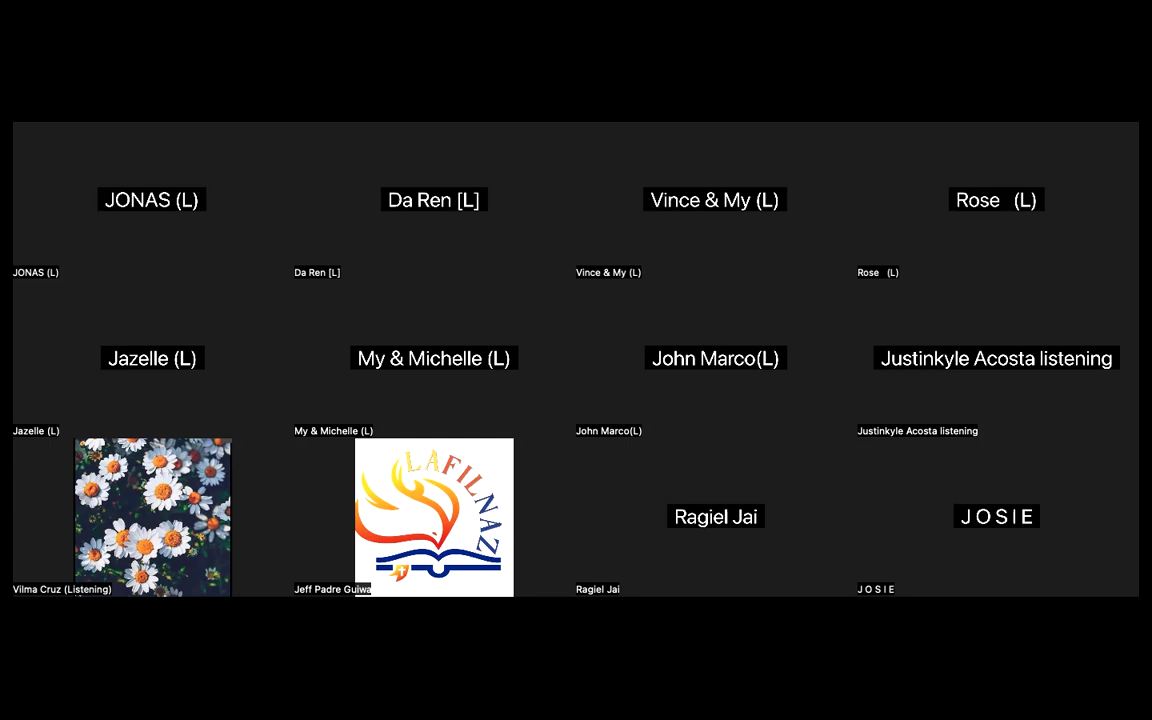 JONAS (L)
Da Ren [L]
Vince & My (L)
Rose   (L)
JONAS (L)
Da Ren [L]
Vince & My (L)
Rose   (L)
Jazelle (L)
My & Michelle (L)
John Marco(L)
Justinkyle Acosta listening
Jazelle (L)
My & Michelle (L)
John Marco(L)
Justinkyle Acosta listening
LAFILNAZ
Ragiel Jai
J O S I E
Vilma Cruz (Listening)
Jeff Padre Guiwa
Ragiel Jai
J O S I E